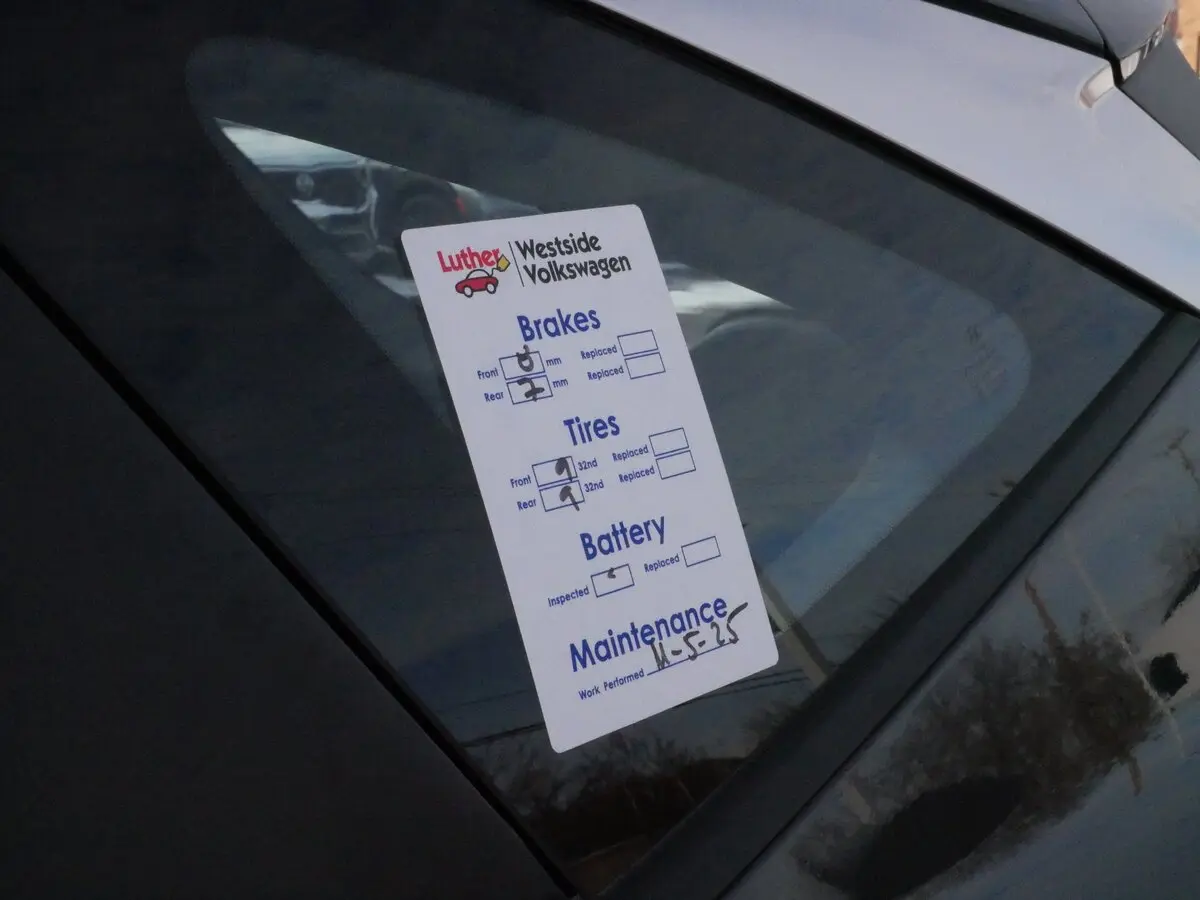 Luther Westside
Volkswagen
Brakes
Front mm Replaced
Rear 7 mm Replaced
Tires
Front 9 32nd Replaced
Rear 9 32nd Replaced
Battery
Inspected Replaced
Maintenance
Work Performed 11-5-25